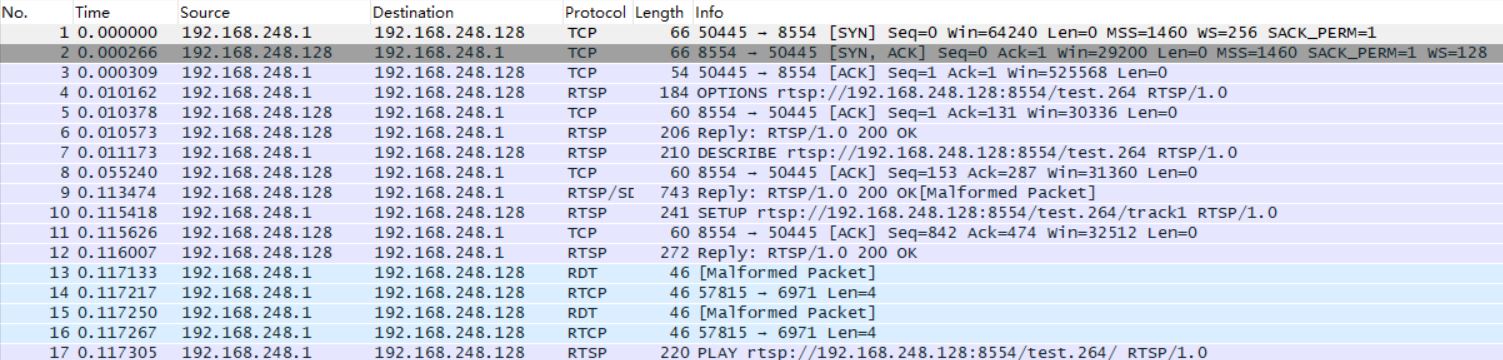 No. Time Source Destination Protocol Length Info
1 0.000000 192.168.248.1 192.168.248.128 TCP 66 50445 → 8554 [SYN] Seq=0 Win=64240 Len=0 MSS=1460 WS=256 SACK_PERM=1
2 0.000266 192.168.248.128 192.168.248.1 TCP 66 8554 → 50445 [SYN, ACK] Seq=0 Ack=1 Win=29200 Len=0 MSS=1460 SACK_PERM=1 WS=128
3 0.000309 192.168.248.1 192.168.248.128 TCP 54 50445 → 8554 [ACK] Seq=1 Ack=1 Win=525568 Len=0
4 0.010162 192.168.248.1 192.168.248.128 RTSP 184 OPTIONS rtsp://192.168.248.128:8554/test.264 RTSP/1.0
5 0.010378 192.168.248.128 192.168.248.1 TCP 60 8554 → 50445 [ACK] Seq=1 Ack=131 Win=30336 Len=0
6 0.010573 192.168.248.128 192.168.248.1 RTSP 206 Reply: RTSP/1.0 200 OK
7 0.011173 192.168.248.1 192.168.248.128 RTSP 210 DESCRIBE rtsp://192.168.248.128:8554/test.264 RTSP/1.0
8 0.055240 192.168.248.128 192.168.248.1 TCP 60 8554 → 50445 [ACK] Seq=153 Ack=287 Win=31360 Len=0
9 0.113474 192.168.248.128 192.168.248.1 RTSP/SD 743 Reply: RTSP/1.0 200 OK[Malformed Packet]
10 0.115418 192.168.248.1 192.168.248.128 RTSP 241 SETUP rtsp://192.168.248.128:8554/test.264/track1 RTSP/1.0
11 0.115626 192.168.248.128 192.168.248.1 TCP 60 8554 → 50445 [ACK] Seq=842 Ack=474 Win=32512 Len=0
12 0.116007 192.168.248.128 192.168.248.1 RTSP 272 Reply: RTSP/1.0 200 OK
13 0.117133 192.168.248.1 192.168.248.128 RDT 46 [Malformed Packet]
14 0.117217 192.168.248.1 192.168.248.128 RTCP 46 57815 → 6971 Len=4
15 0.117250 192.168.248.1 192.168.248.128 RDT 46 [Malformed Packet]
16 0.117267 192.168.248.1 192.168.248.128 RTCP 46 57815 → 6971 Len=4
17 0.117305 192.168.248.1 192.168.248.128 RTSP 220 PLAY rtsp://192.168.248.128:8554/test.264/ RTSP/1.0